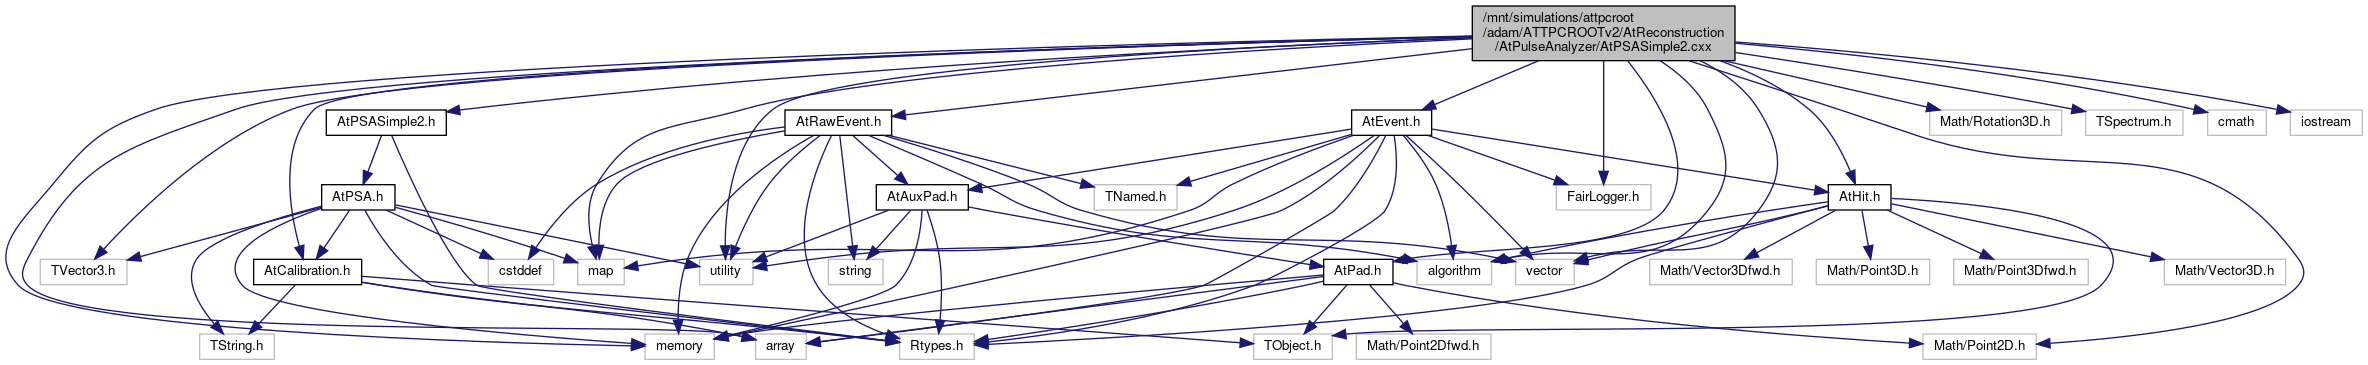 /mnt/simulations/attpcroot
/adam/ATTPCROOTv2/AtReconstruction
/AtPulseAnalyzer/AtPSASimple2.cxx
AtPSASimple2.h
AtRawEvent.h
AtEvent.h
Math/Rotation3D.h
TSpectrum.h
cmath
iostream
AtPSA.h
AtAuxPad.h
TNamed.h
FairLogger.h
AtHit.h
TVector3.h
AtCalibration.h
cstddef
map
utility
string
AtPad.h
algorithm
vector
Math/Vector3Dfwd.h
Math/Point3D.h
Math/Point3Dfwd.h
Math/Vector3D.h
TString.h
memory
array
Rtypes.h
TObject.h
Math/Point2Dfwd.h
Math/Point2D.h